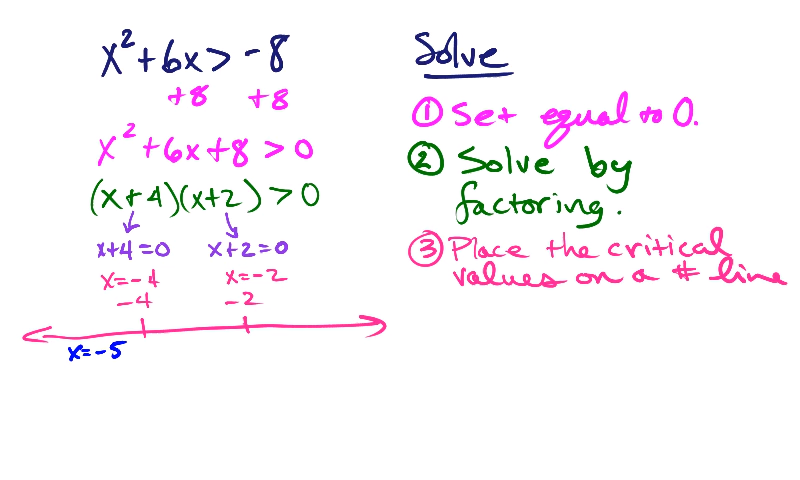 x² + 6x > -8
+8 +8
x² + 6x + 8 > 0
(x + 4)(x + 2) > 0
x+4=0 x+2=0
x=-4 x=-2
-4 -2
x=-5
Solve
① Set equal to 0.
② Solve by
factoring.
③ Place the critical
values on a # line